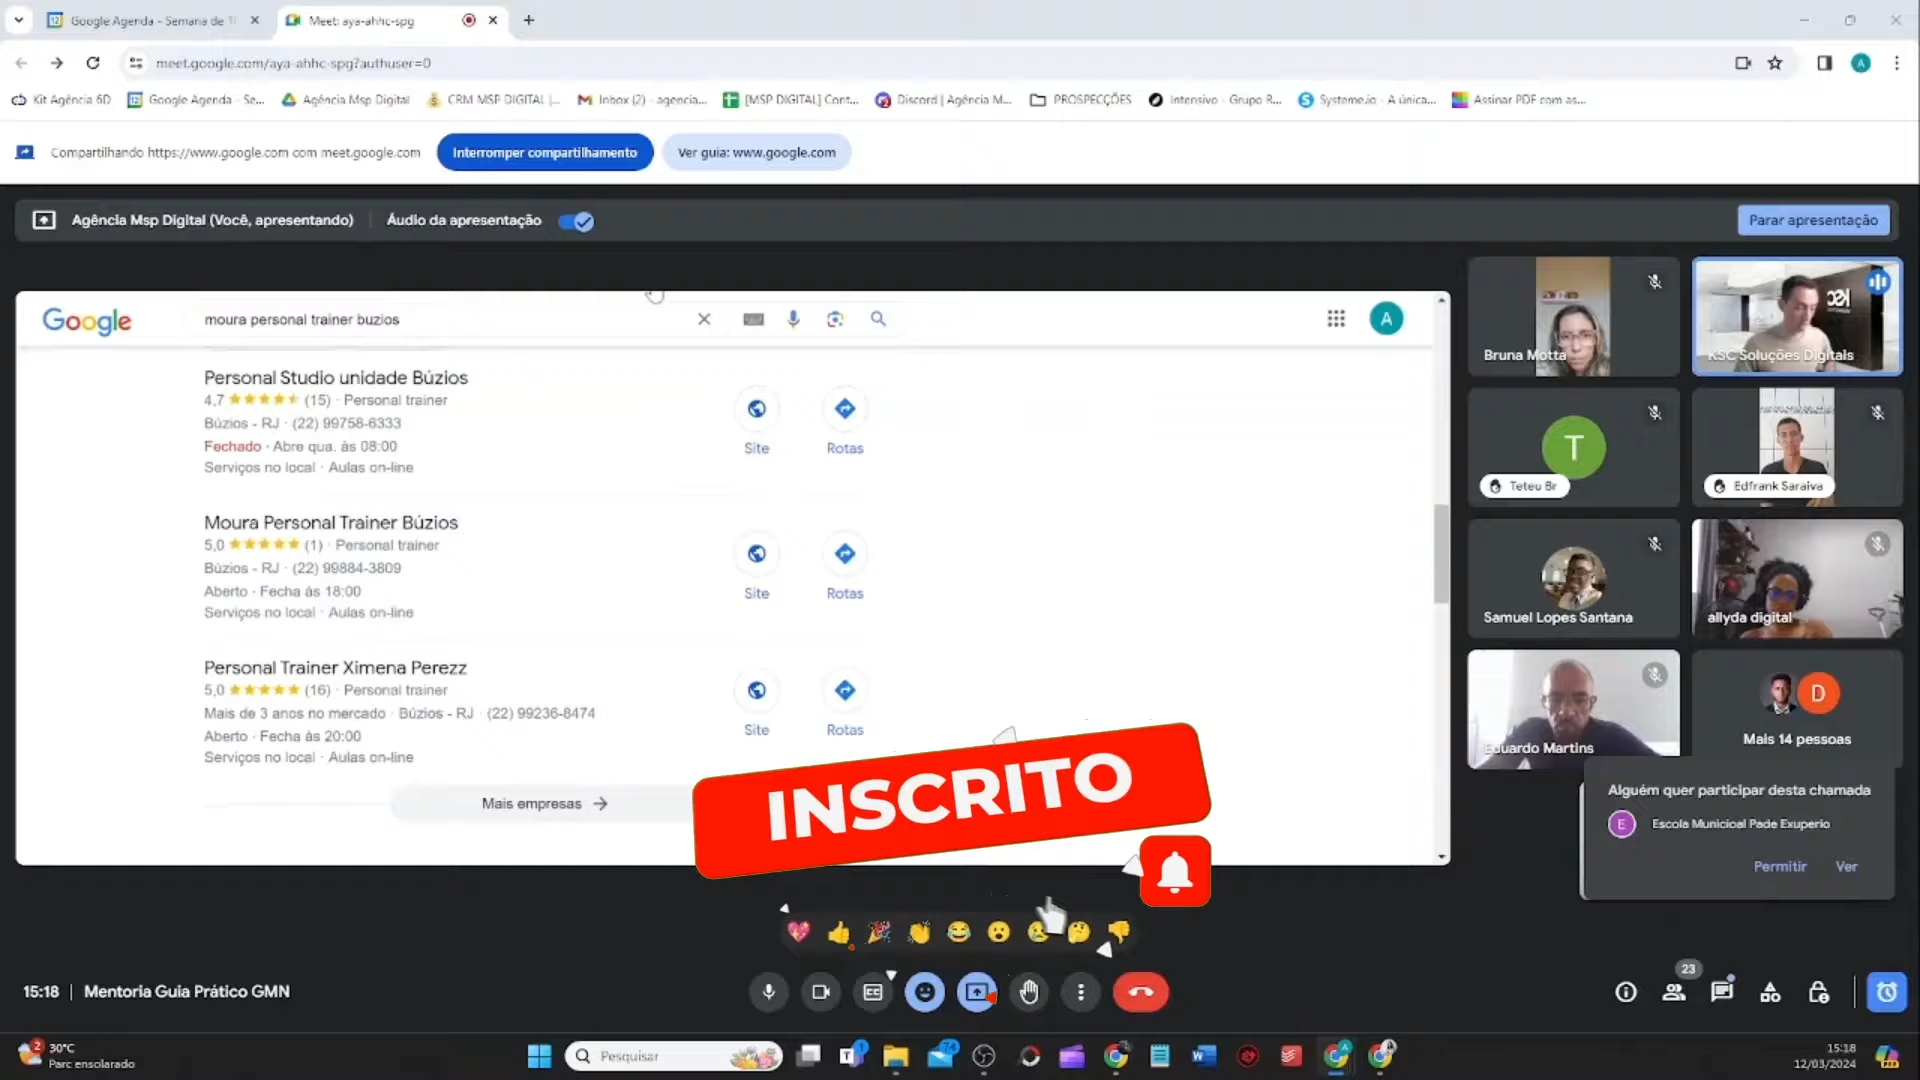 Google Agenda - Semana de 1
Meet: aya-ahhc-spg
meet.google.com/aya-ahhc-spg?authuser=0
Kit Agência 6D
Google Agenda - Se...
Agência Msp Digital
CRM MSP DIGITAL |...
Inbox (2) - agencia...
[MSP DIGITAL] Cont...
Discord | Agência M...
PROSPECÇÕES
Intensivo - Grupo R...
Systeme.io - A única...
Assinar PDF com as...
Compartilhando https://www.google.com com meet.google.com
Interromper compartilhamento
Ver guia: www.google.com
Agência Msp Digital (Você, apresentando)
Áudio da apresentação
Parar apresentação
Google
moura personal trainer buzios
A
Personal Studio unidade Búzios
4,7 (15) · Personal trainer
Búzios - RJ · (22) 99758-6333
Fechado · Abre qua. às 08:00
Serviços no local · Aulas on-line
Site
Rotas
Moura Personal Trainer Búzios
5,0 (1) · Personal trainer
Búzios - RJ · (22) 99884-3809
Aberto · Fecha às 18:00
Serviços no local · Aulas on-line
Site
Rotas
Personal Trainer Ximena Perezz
5,0 (16) · Personal trainer
Mais de 3 anos no mercado · Búzios - RJ · (22) 99236-8474
Aberto · Fecha às 20:00
Serviços no local · Aulas on-line
Site
Rotas
Mais empresas
INSCRITO
Bruna Motta
KSC Soluções Digitais
T
Teteu Br
Edfrank Saraiva
Samuel Lopes Santana
allyda digital
Eduardo Martins
D
Mais 14 pessoas
Alguém quer participar desta chamada
E
Escola Municioal Pade Exuperio
Permitir
Ver
15:18 | Mentoria Guia Prático GMN
23
30°C
Parc ensolarado
Pesquisar
15:18
12/03/2024